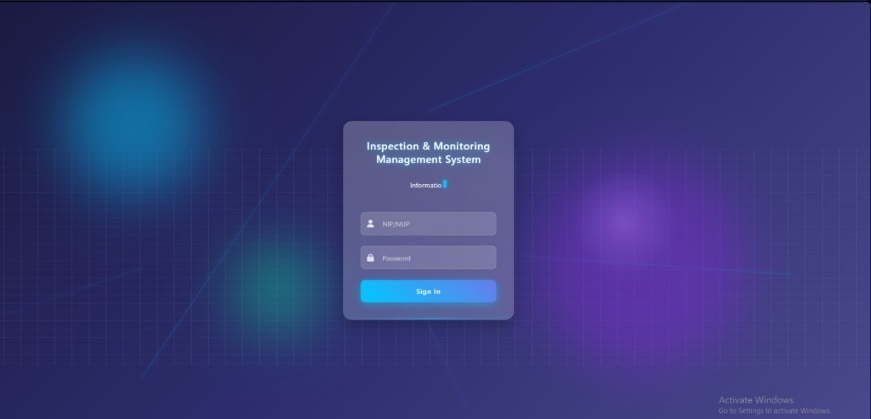 Inspection & Monitoring
Management System
Informatio
NIP/NUP
Password
Sign In
Activate Windows
Go to Settings to activate Windows.